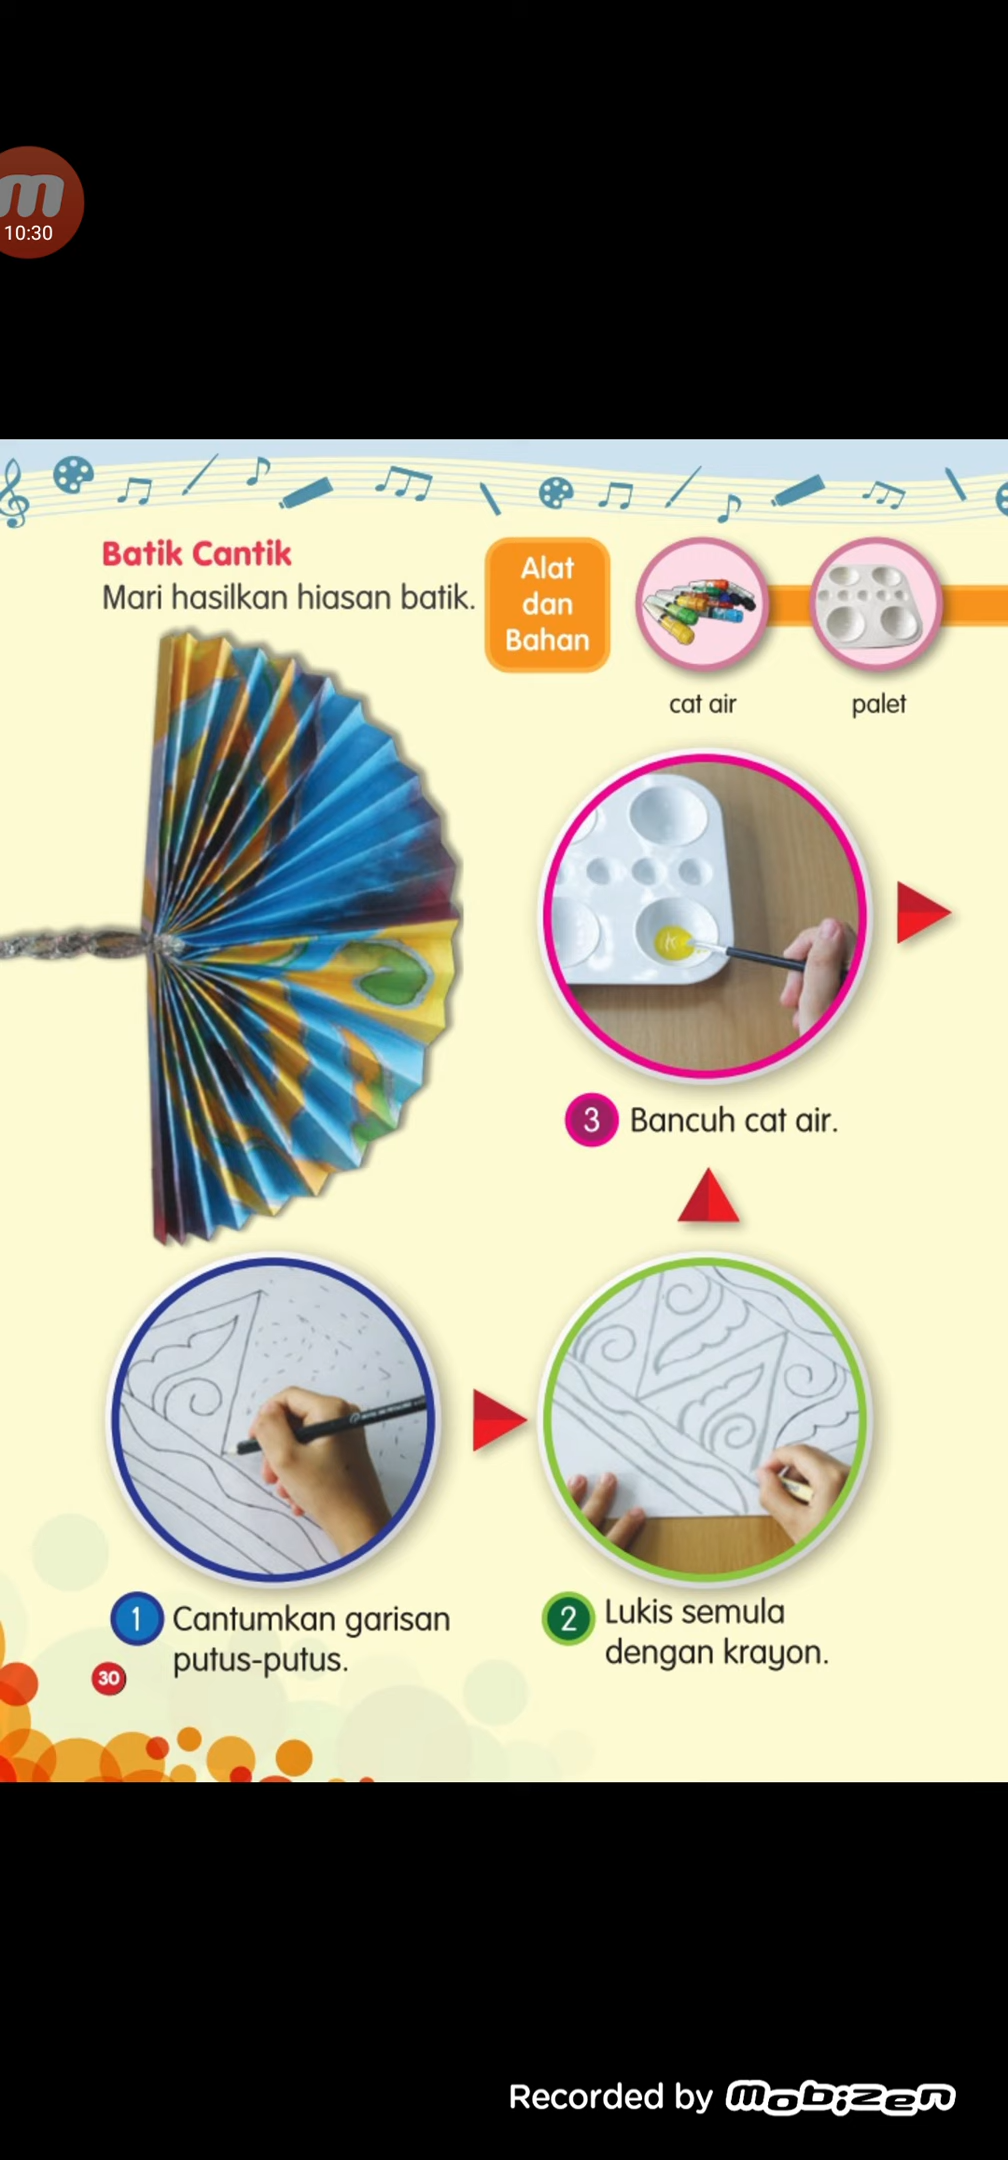 10:30
Batik Cantik
Mari hasilkan hiasan batik.
Alat
dan
Bahan
cat air
palet
3 Bancuh cat air.
1 Cantumkan garisan
putus-putus.
2 Lukis semula
dengan krayon.
30
Recorded by mobizen